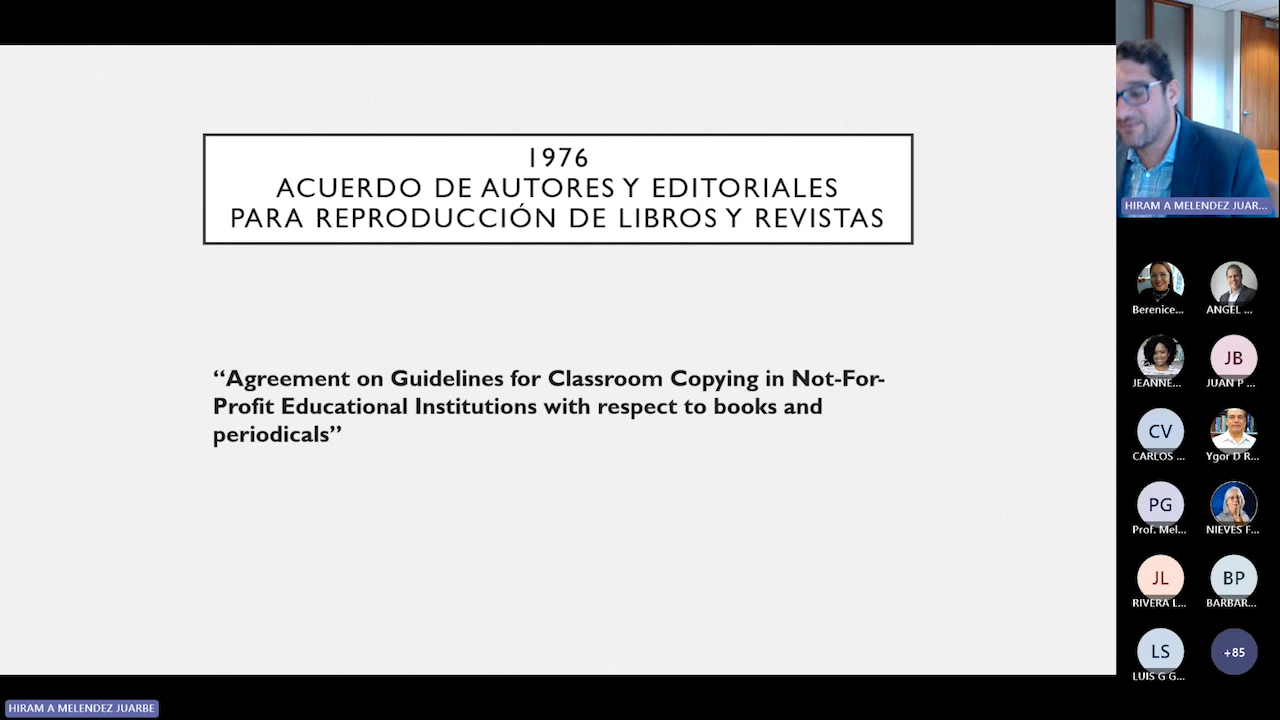 1976
ACUERDO DE AUTORES Y EDITORIALES
PARA REPRODUCCIÓN DE LIBROS Y REVISTAS
“Agreement on Guidelines for Classroom Copying in Not-For-
Profit Educational Institutions with respect to books and
periodicals”
HIRAM A MELENDEZ JUAR...
Berenice...
ANGEL ...
JEANNE...
JB
JUAN P ...
CV
CARLOS ...
Ygor D R...
PG
Prof. Mel...
NIEVES F...
JL
RIVERA L...
BP
BARBAR...
LS
LUIS G G...
+85
HIRAM A MELENDEZ JUARBE